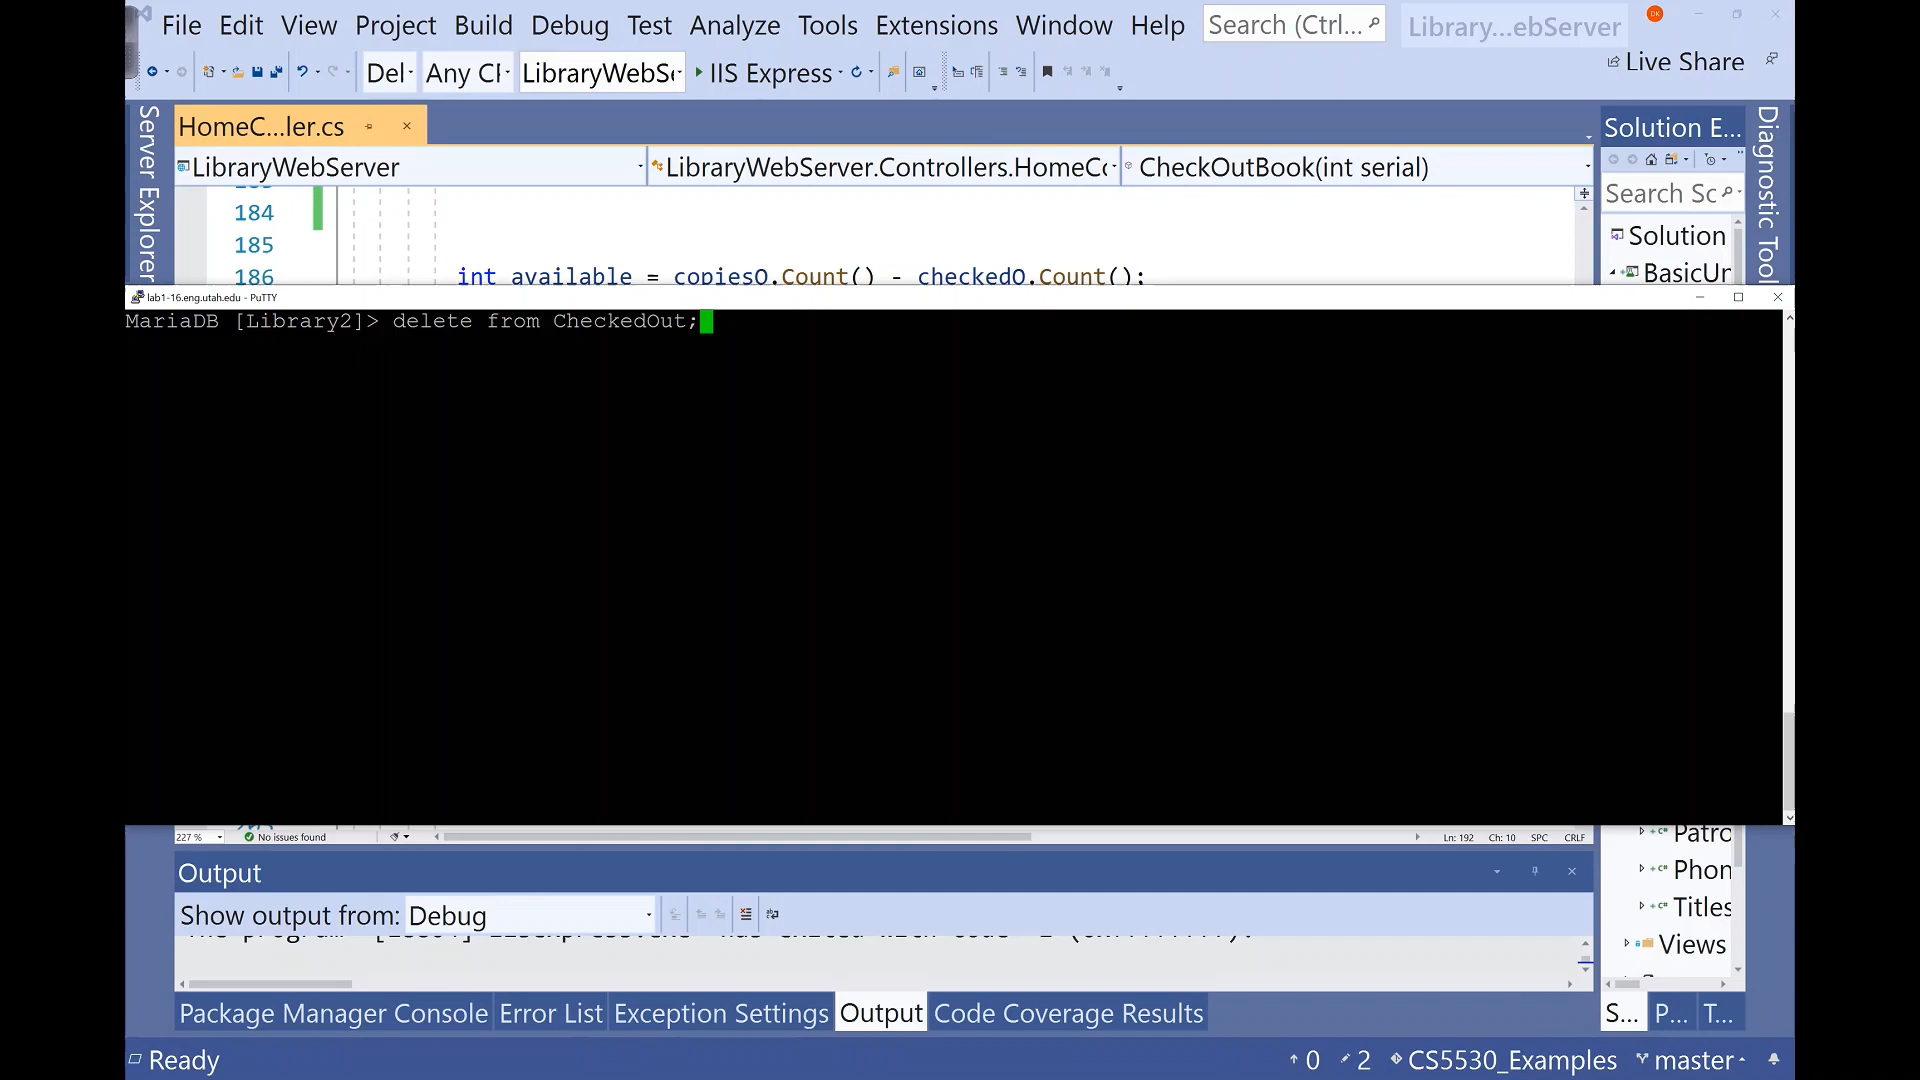 File Edit View Project Build Debug Test Analyze Tools Extensions Window Help Search (Ctrl... Library...ebServer
DK
Del Any CF LibraryWebS IIS Express Live Share
Server Explorer
HomeC...ler.cs
Solution E...
Diagnostic Tool
LibraryWebServer LibraryWebServer.Controllers.HomeC CheckOutBook(int serial)
Search Sc
184
185
186 int available = copiesQ.Count() - checkedQ.Count();
Solution
BasicUn
lab1-16.eng.utah.edu - PuTTY
MariaDB [Library2]> delete from CheckedOut;
227 % No issues found Ln: 192 Ch: 10 SPC CRLF
Patro
Phon
Titles
Views
Output
Show output from: Debug
Package Manager Console Error List Exception Settings Output Code Coverage Results
S... P... T...
Ready 0 2 CS5530_Examples master